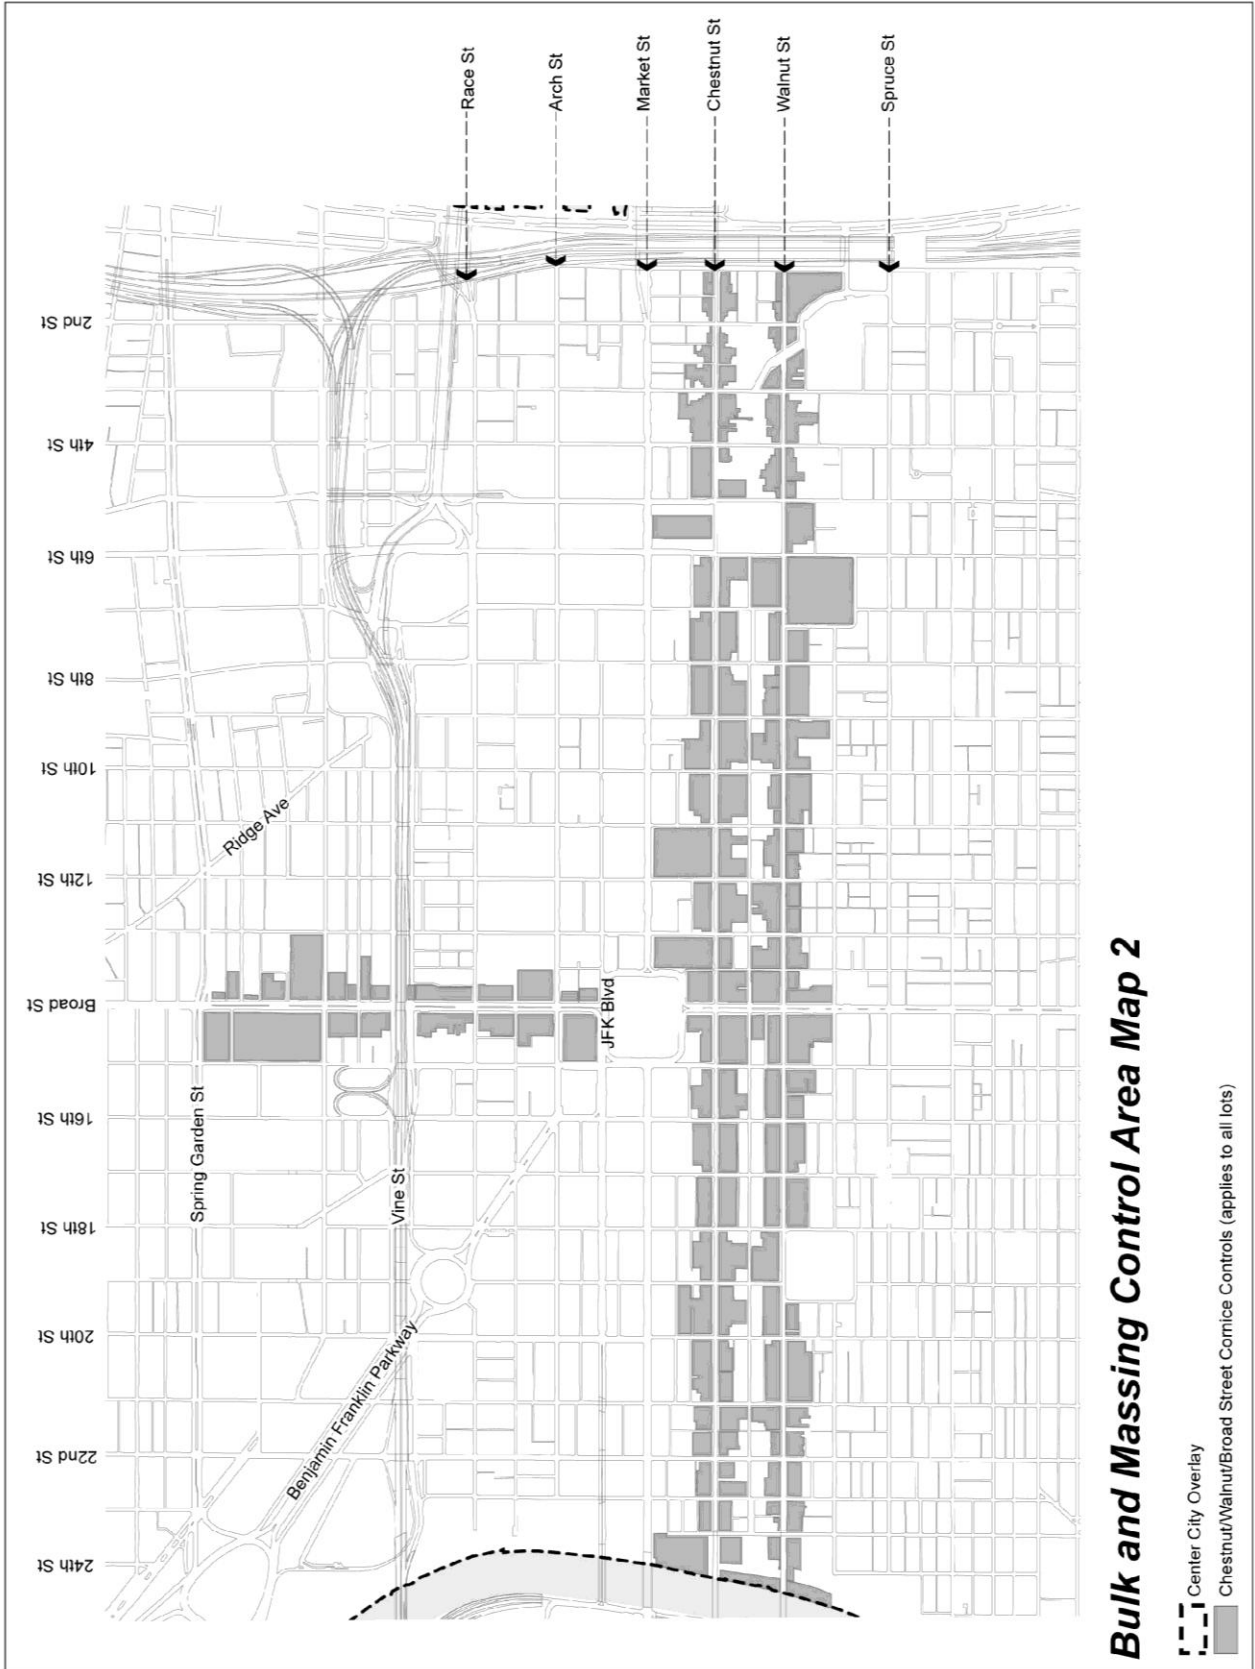 Race St
Arch St
Market St
Chestnut St
Walnut St
Spruce St
2nd St
4th St
6th St
8th St
10th St
12th St
Broad St
16th St
18th St
20th St
22nd St
24th St
Ridge Ave
JFK Blvd
Spring Garden St
Vine St
Benjamin Franklin Parkway
Bulk and Massing Control Area Map 2
Center City Overlay
Chestnut/Walnut/Broad Street Cornice Controls (applies to all lots)